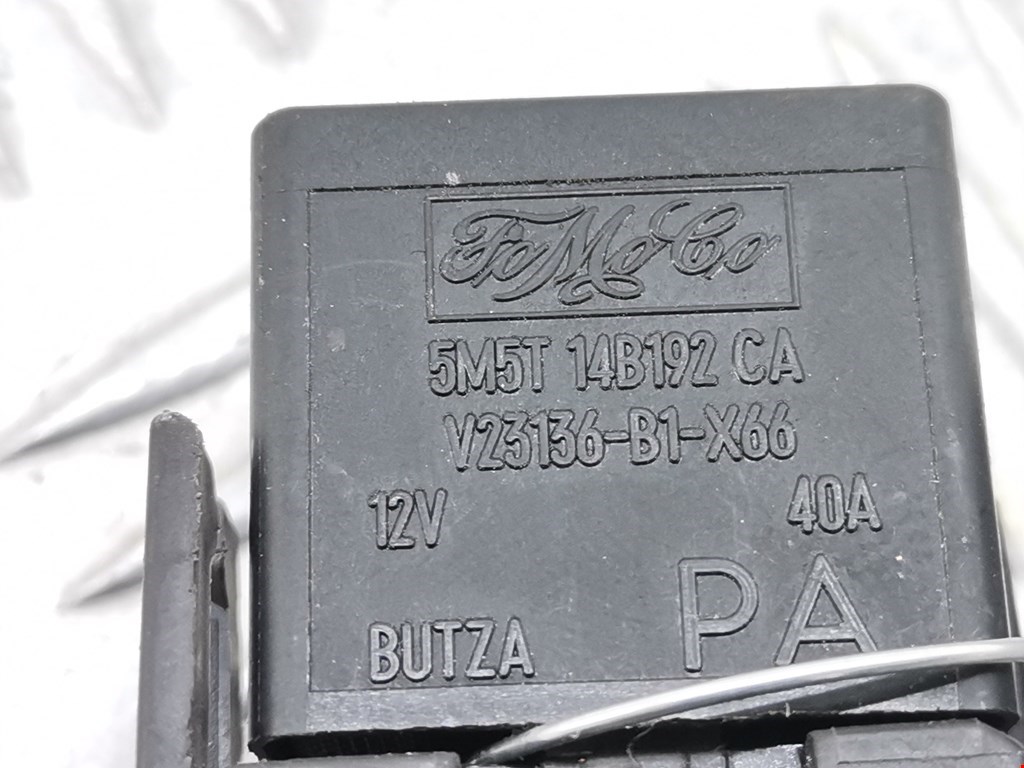 FoMoCo
5M5T 14B192 CA
V23136-B1-X66
12V 40A
BUTZA PA